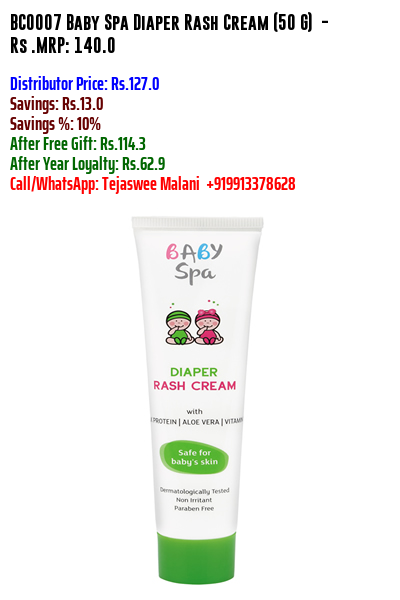 BC0007 Baby Spa Diaper Rash Cream (50 G) -
Rs .MRP: 140.0
Distributor Price: Rs.127.0
Savings: Rs.13.0
Savings %: 10%
After Free Gift: Rs.114.3
After Year Loyalty: Rs.62.9
Call/WhatsApp: Tejaswee Malani +919913378628
BABY
Spa
DIAPER
RASH CREAM
with
PROTEIN | ALOE VERA |
Safe for
baby's skin
Dermatologically Tested
Non Irritant
Paraben Free